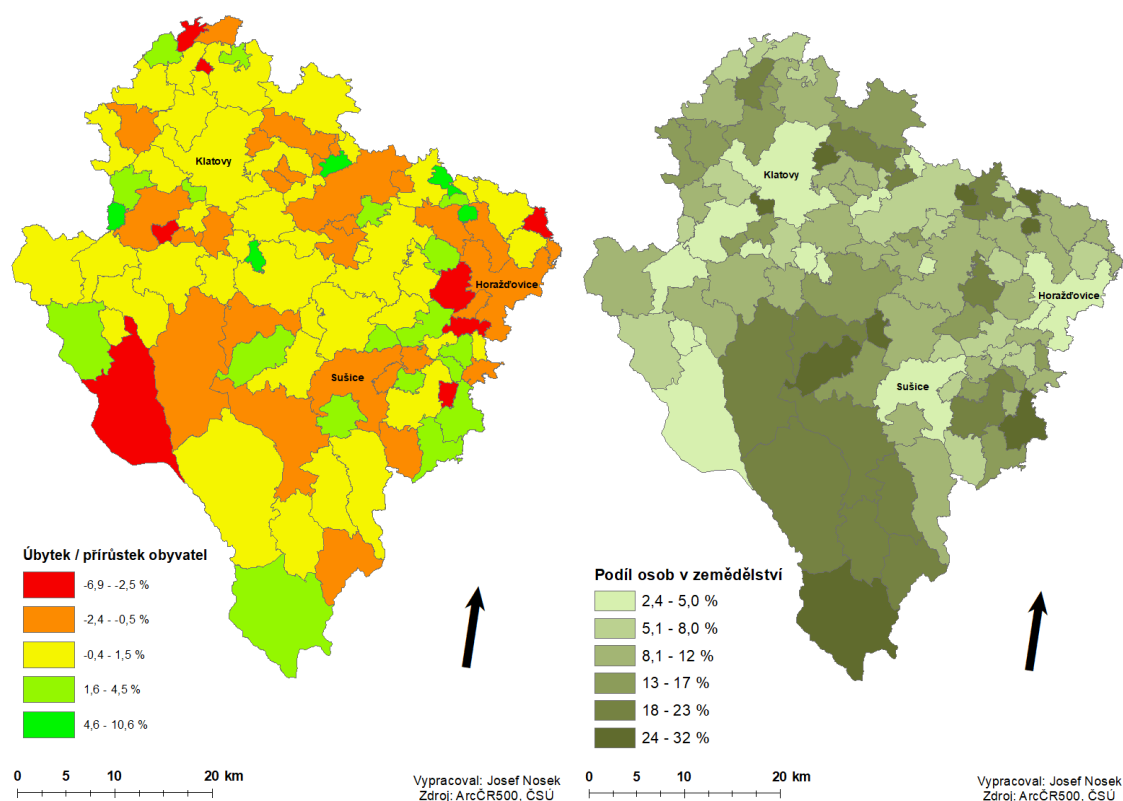 Klatovy
Horažďovice
Sušice
Úbytek / přírůstek obyvatel
-6,9 - -2,5 %
-2,4 - -0,5 %
-0,4 - 1,5 %
1,6 - 4,5 %
4,6 - 10,6 %
0 5 10 20 km
Vypracoval: Josef Nosek
Zdroj: ArcČR500, ČSÚ
Klatovy
Horažďovice
Sušice
Podíl osob v zemědělství
2,4 - 5,0 %
5,1 - 8,0 %
8,1 - 12 %
13 - 17 %
18 - 23 %
24 - 32 %
0 5 10 20 km
Vypracoval: Josef Nosek
Zdroj: ArcČR500, ČSÚ